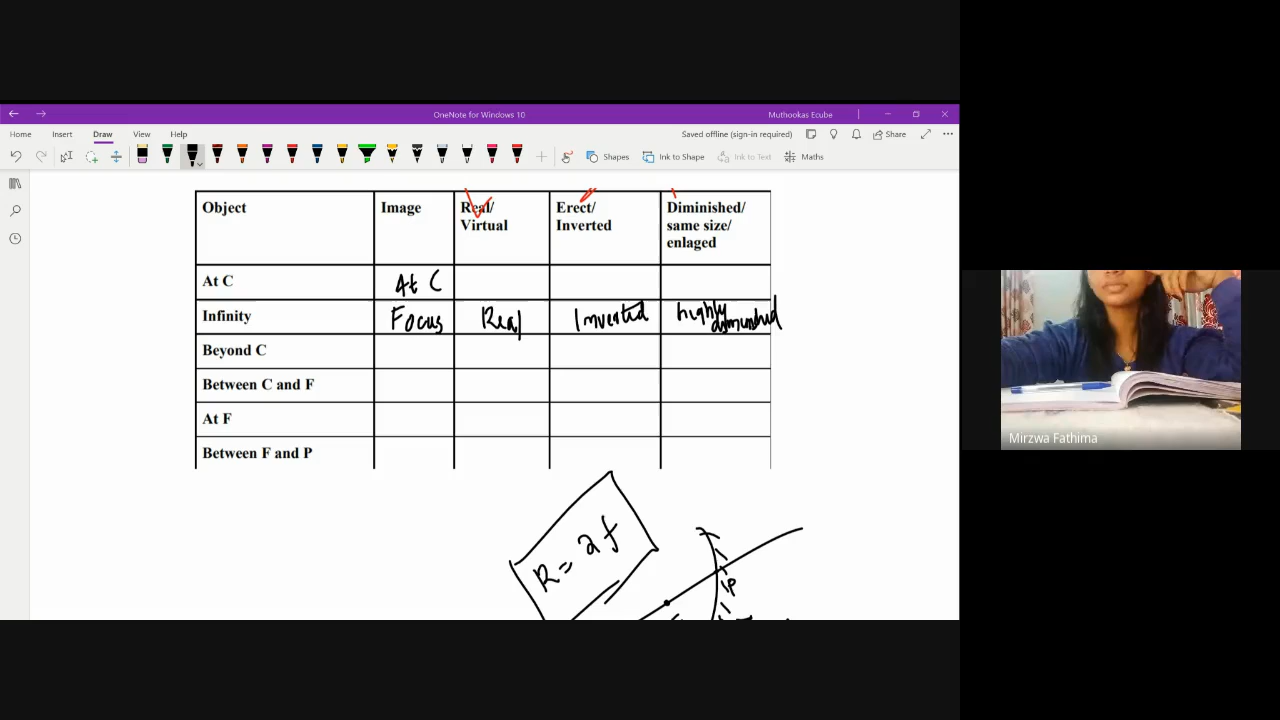 OneNote for Windows 10
Muthookas Ecube
Home Insert Draw View Help
Saved offline (sign-in required)
Share
Shapes
Ink to Shape
Ink to Text
Maths
Object
Image
Real/
Virtual
Erect/
Inverted
Diminished/
same size/
enlaged
At C
At C
Infinity
Focus
Real
Inverted
highly
diminished
Beyond C
Between C and F
At F
Between F and P
R = 2f
P
Mirzwa Fathima